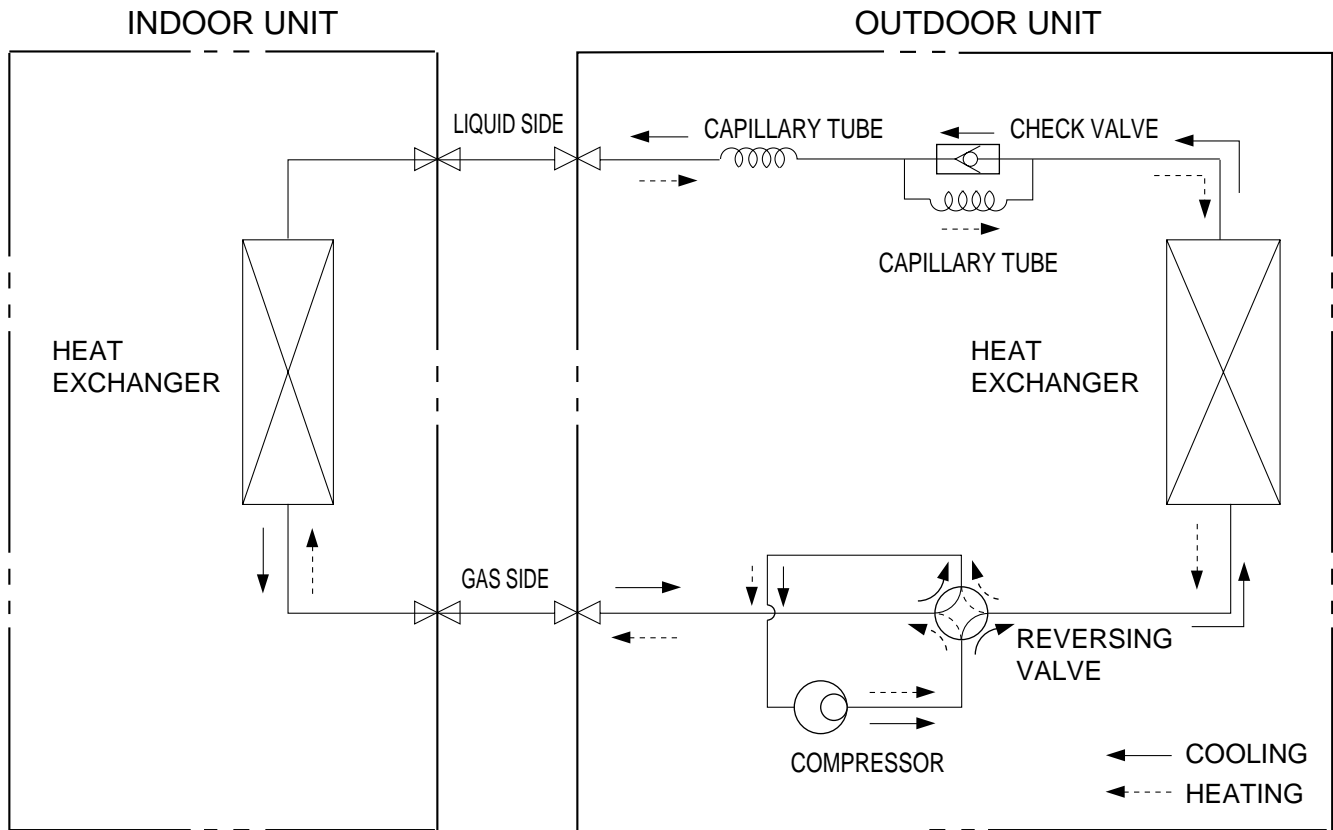 INDOOR UNIT
OUTDOOR UNIT
LIQUID SIDE
CAPILLARY TUBE
CHECK VALVE
CAPILLARY TUBE
HEAT
EXCHANGER
HEAT
EXCHANGER
GAS SIDE
REVERSING
VALVE
COMPRESSOR
COOLING
HEATING